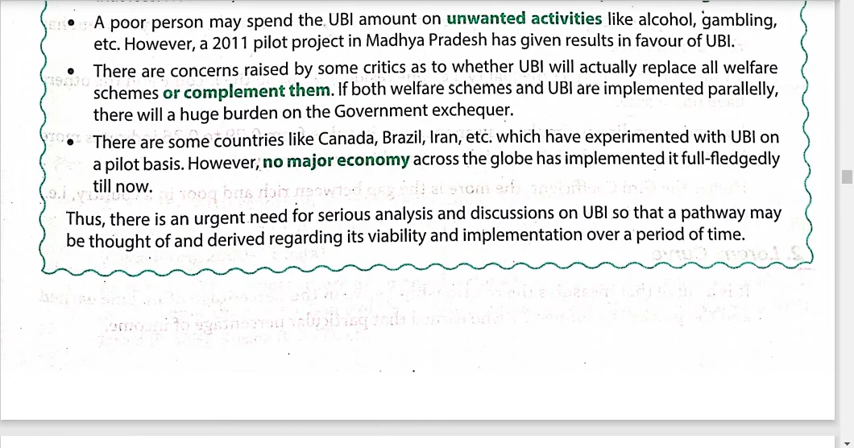 • A poor person may spend the UBI amount on unwanted activities like alcohol, gambling,
etc. However, a 2011 pilot project in Madhya Pradesh has given results in favour of UBI.
• There are concerns raised by some critics as to whether UBI will actually replace all welfare
schemes or complement them. If both welfare schemes and UBI are implemented parallelly,
there will a huge burden on the Government exchequer.
• There are some countries like Canada, Brazil, Iran, etc. which have experimented with UBI on
a pilot basis. However, no major economy across the globe has implemented it full-fledgedly
till now.
Thus, there is an urgent need for serious analysis and discussions on UBI so that a pathway may
be thought of and derived regarding its viability and implementation over a period of time.